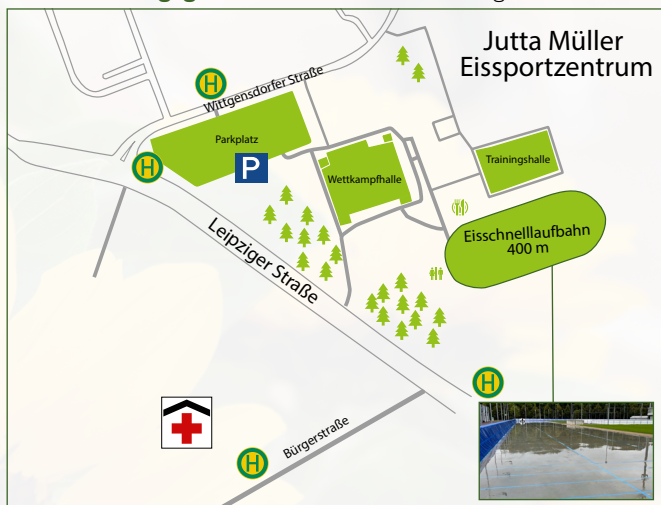 Jutta Müller
Eissportzentrum
H
Wittgensdorfer Straße
Parkplatz
H
P
Wettkampfhalle
Trainingshalle
Leipziger Straße
Eisschnelllaufbahn
400 m
H
Bürgerstraße
H